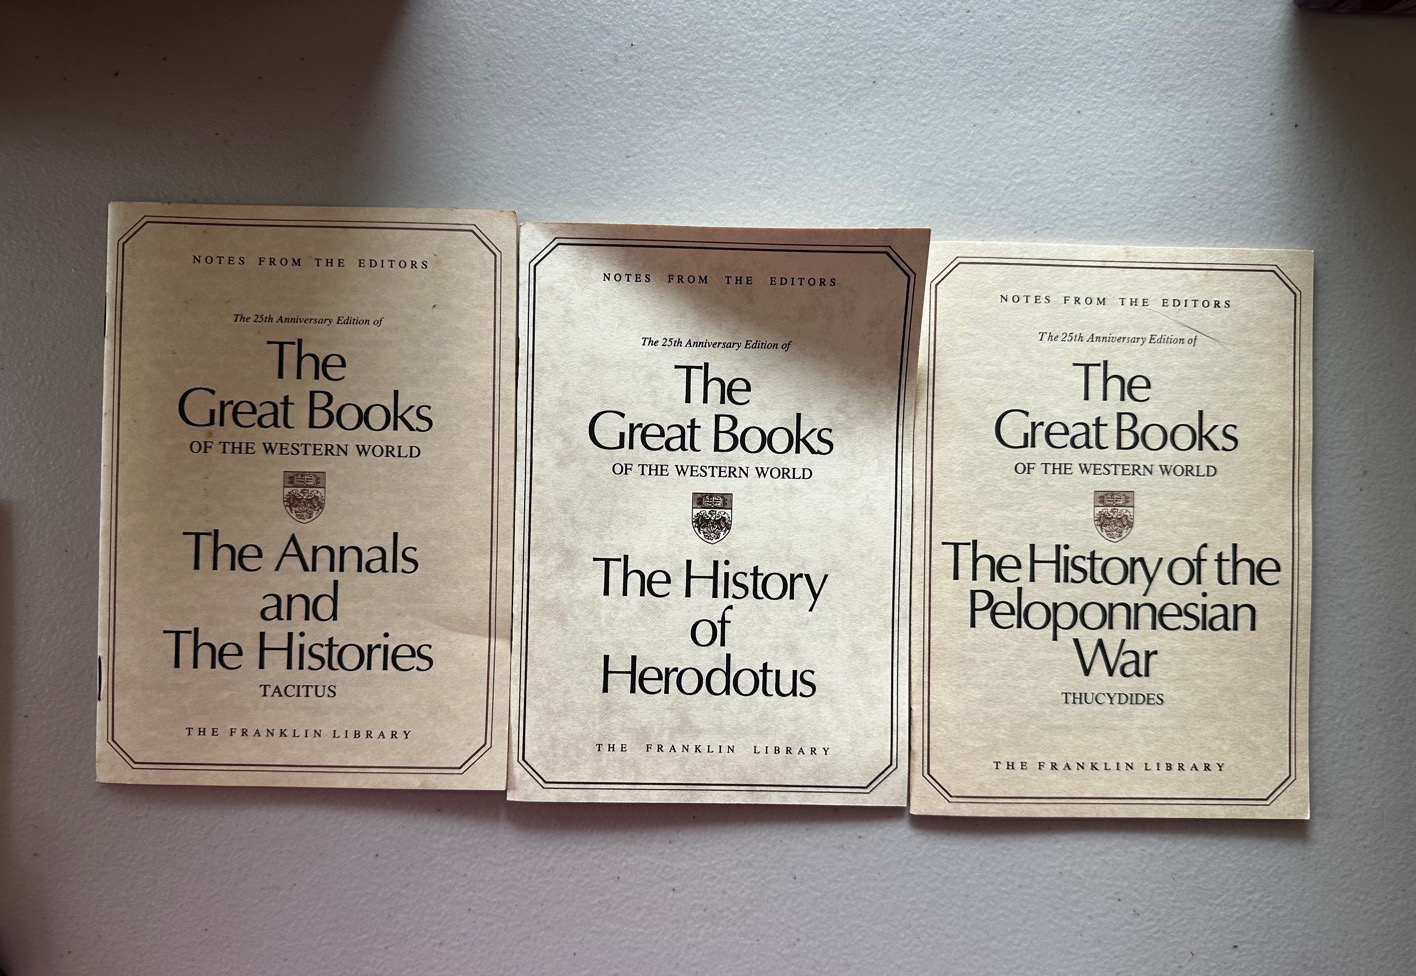 NOTES FROM THE EDITORS
The 25th Anniversary Edition of
The
Great Books
OF THE WESTERN WORLD
The Annals
and
The Histories
TACITUS
THE FRANKLIN LIBRARY
NOTES FROM THE EDITORS
The 25th Anniversary Edition of
The
Great Books
OF THE WESTERN WORLD
The History
of
Herodotus
THE FRANKLIN LIBRARY
NOTES FROM THE EDITORS
The 25th Anniversary Edition of
The
Great Books
OF THE WESTERN WORLD
The History of the
Peloponnesian
War
THUCYDIDES
THE FRANKLIN LIBRARY